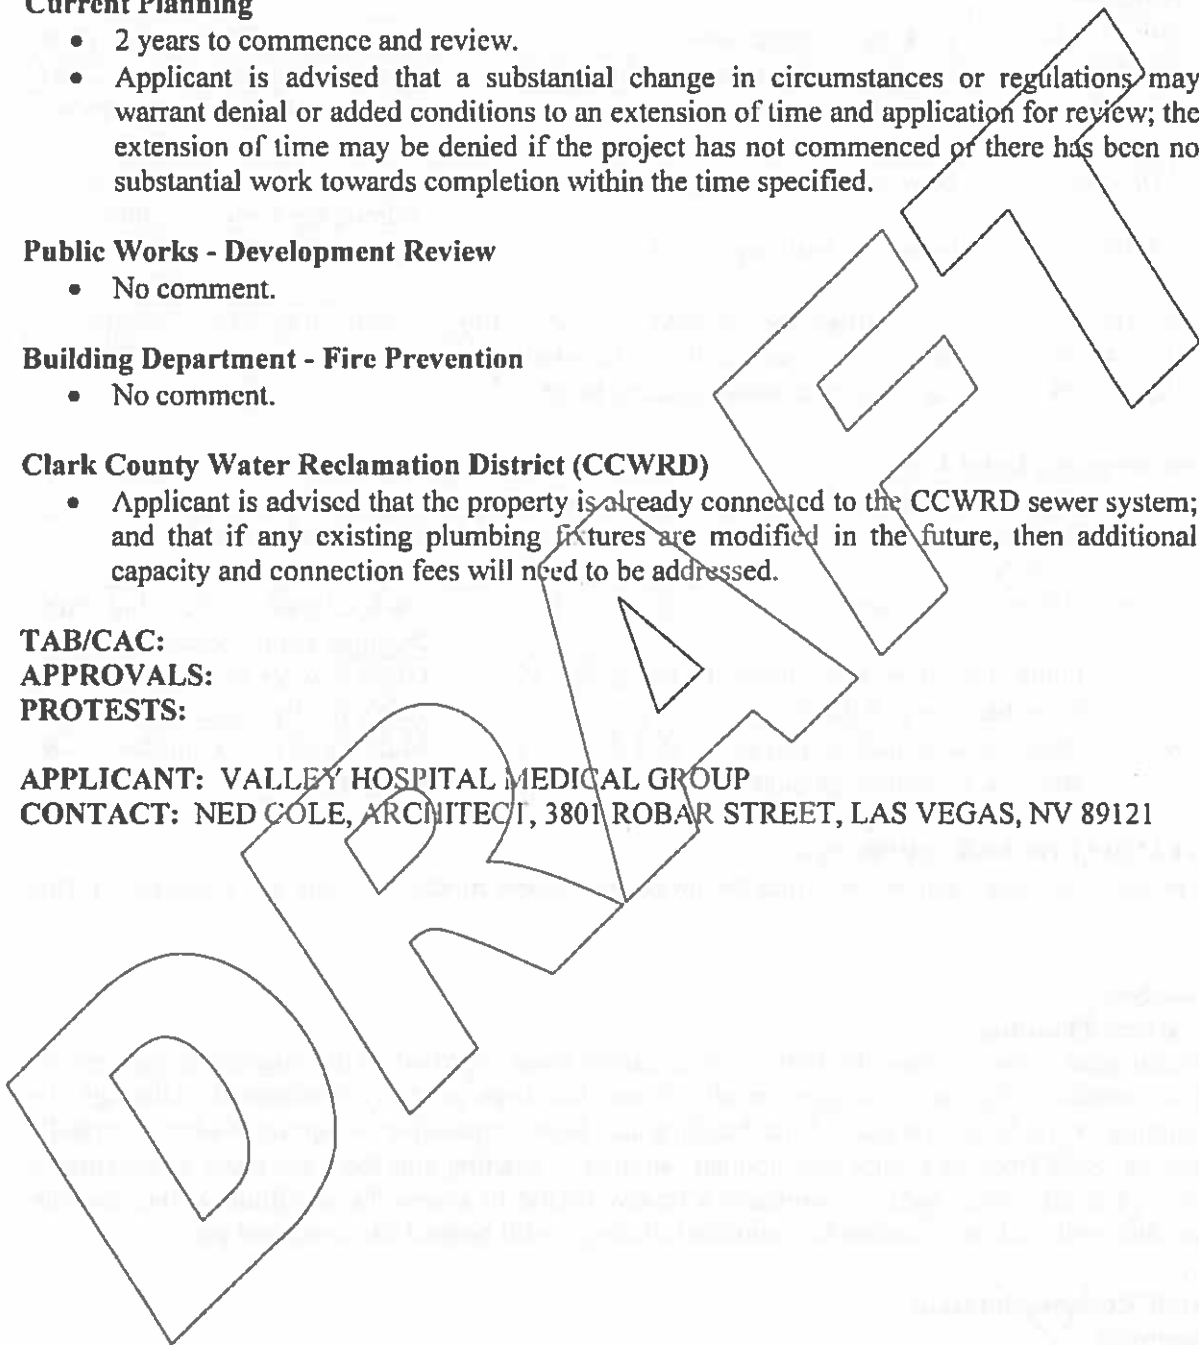 Current Planning
• 2 years to commence and review.
• Applicant is advised that a substantial change in circumstances or regulations may
warrant denial or added conditions to an extension of time and application for review; the
extension of time may be denied if the project has not commenced or there has been no
substantial work towards completion within the time specified.
Public Works - Development Review
• No comment.
Building Department - Fire Prevention
• No comment.
Clark County Water Reclamation District (CCWRD)
• Applicant is advised that the property is already connected to the CCWRD sewer system;
and that if any existing plumbing fixtures are modified in the future, then additional
capacity and connection fees will need to be addressed.
TAB/CAC:
APPROVALS:
PROTESTS:
APPLICANT: VALLEY HOSPITAL MEDICAL GROUP
CONTACT: NED COLE, ARCHITECT, 3801 ROBAR STREET, LAS VEGAS, NV 89121
DRAFT